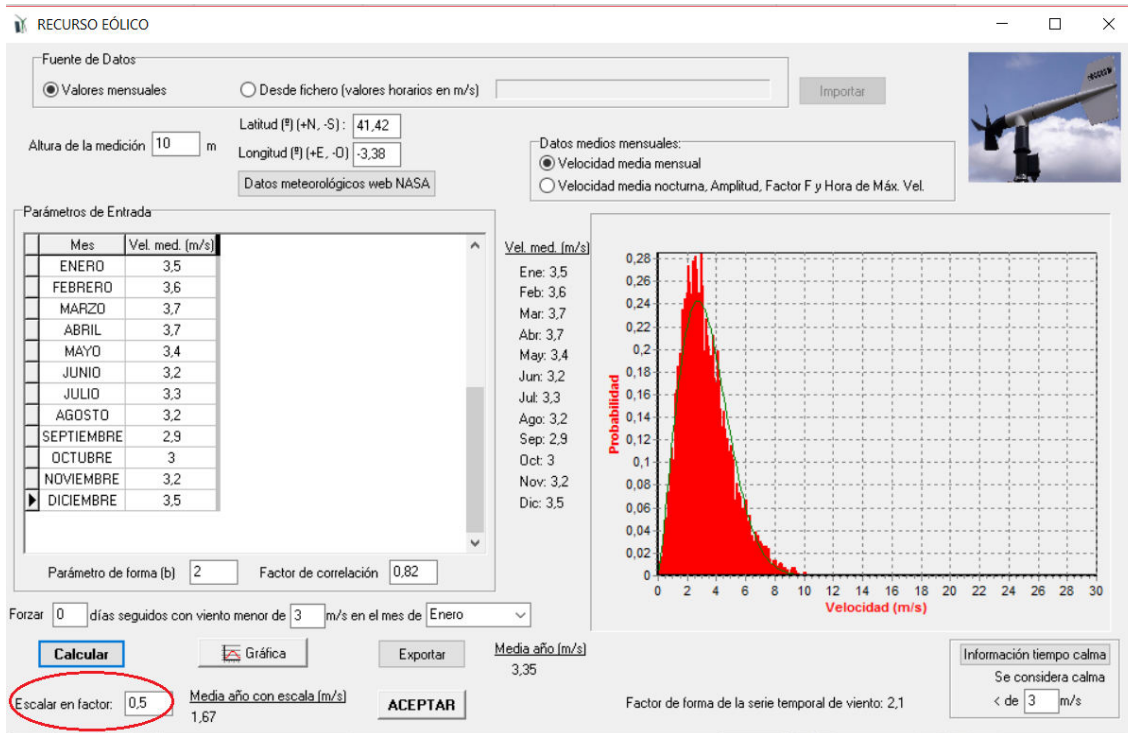 RECURSO EÓLICO
Fuente de Datos
Valores mensuales
Desde fichero (valores horarios en m/s)
Importar
Altura de la medición 10 m
Latitud (º) (+N, -S) : 41,42
Longitud (º) (+E, -O) -3,38
Datos meteorológicos web NASA
Datos medios mensuales:
Velocidad media mensual
Velocidad media nocturna, Amplitud, Factor F y Hora de Máx. Vel.
Parámetros de Entrada
Mes Vel. med. (m/s)
ENERO 3,5
FEBRERO 3,6
MARZO 3,7
ABRIL 3,7
MAYO 3,4
JUNIO 3,2
JULIO 3,3
AGOSTO 3,2
SEPTIEMBRE 2,9
OCTUBRE 3
NOVIEMBRE 3,2
DICIEMBRE 3,5
Parámetro de forma (b) 2
Factor de correlación 0,82
Vel. med. (m/s)
Ene: 3,5
Feb: 3,6
Mar: 3,7
Abr: 3,7
May: 3,4
Jun: 3,2
Jul: 3,3
Ago: 3,2
Sep: 2,9
Oct: 3
Nov: 3,2
Dic: 3,5
Probabilidad
0,28
0,26
0,24
0,22
0,2
0,18
0,16
0,14
0,12
0,1
0,08
0,06
0,04
0,02
0
0 2 4 6 8 10 12 14 16 18 20 22 24 26 28 30
Velocidad (m/s)
Forzar 0 días seguidos con viento menor de 3 m/s en el mes de Enero
Calcular
Gráfica
Exportar
Media año (m/s)
3,35
Escalar en factor: 0,5
Media año con escala (m/s)
1,67
ACEPTAR
Factor de forma de la serie temporal de viento: 2,1
Información tiempo calma
Se considera calma
< de 3 m/s